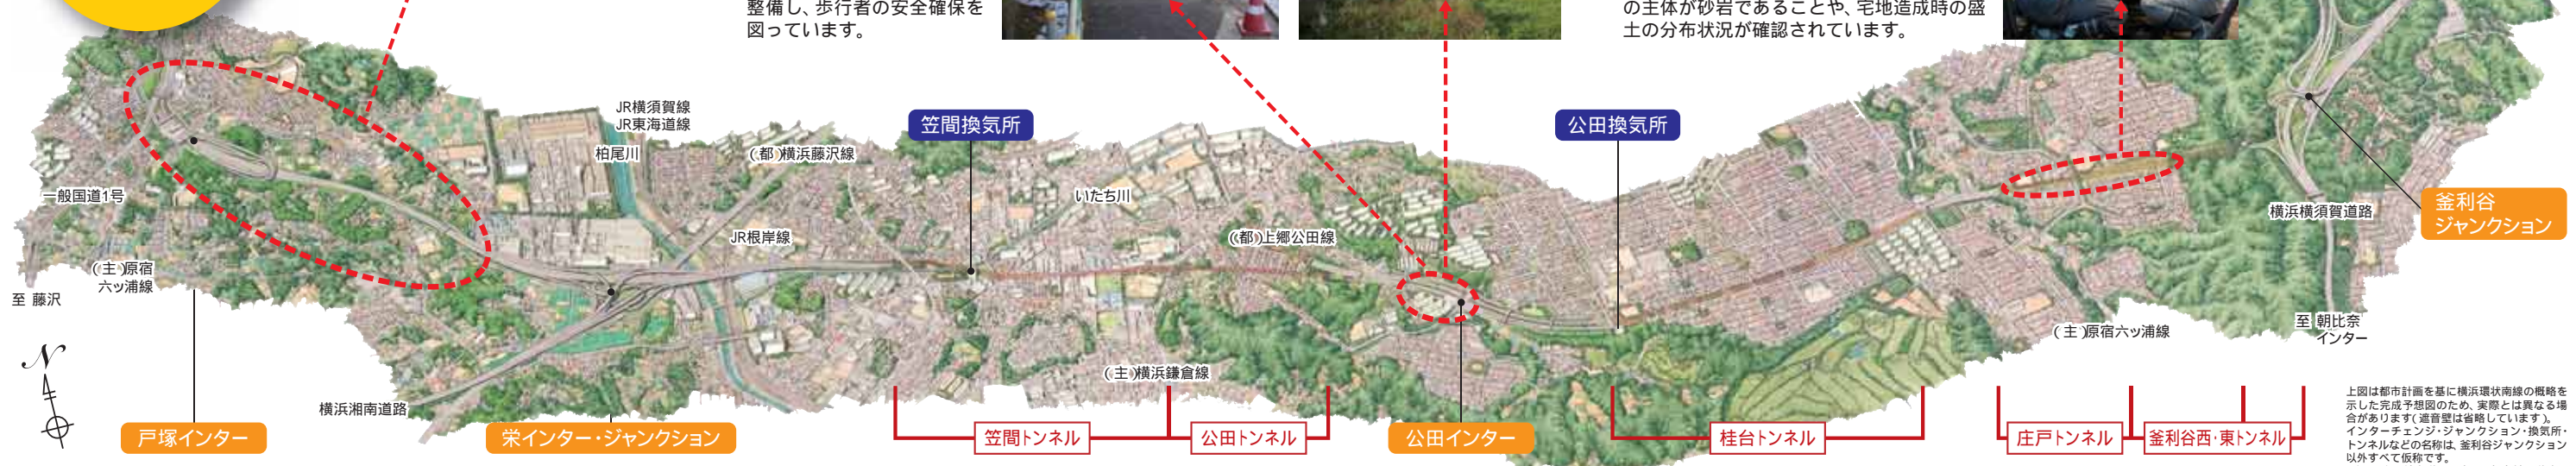 整備し、歩行者の安全確保を
図っています。
の主体が砂岩であることや、宅地造成時の盛
土の分布状況が確認されています。
JR横須賀線
JR東海道線
柏尾川
(都)横浜藤沢線
笠間換気所
公田換気所
一般国道1号
いたち川
JR根岸線
(都)上郷公田線
横浜横須賀道路
釜利谷
ジャンクション
(主)原宿
六ッ浦線
至 藤沢
N
(主)横浜鎌倉線
(主)原宿六ッ浦線
至 朝比奈
インター
横浜湘南道路
戸塚インター
栄インター・ジャンクション
笠間トンネル
公田トンネル
公田インター
桂台トンネル
庄戸トンネル
釜利谷西・東トンネル
上図は都市計画を基に横浜環状南線の概略を
示した完成予想図のため、実際とは異なる場
合があります(遮音壁は省略しています)。
インターチェンジ・ジャンクション・換気所・
トンネルなどの名称は、釜利谷ジャンクション
以外すべて仮称です。